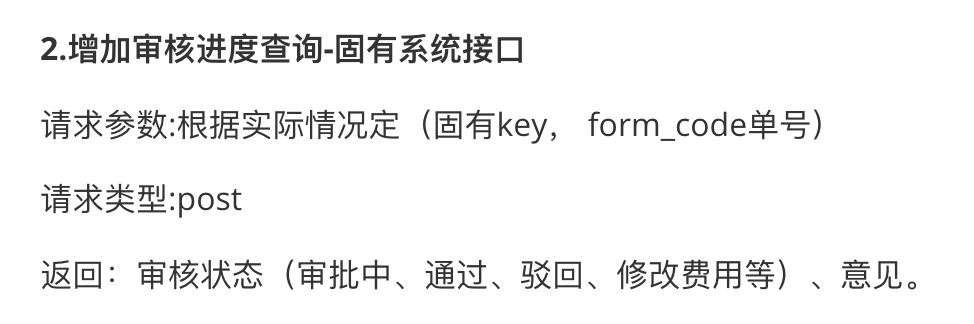 2.增加审核进度查询-固有系统接口
请求参数:根据实际情况定（固有key， form_code单号）
请求类型:post
返回：审核状态（审批中、通过、驳回、修改费用等）、意见。